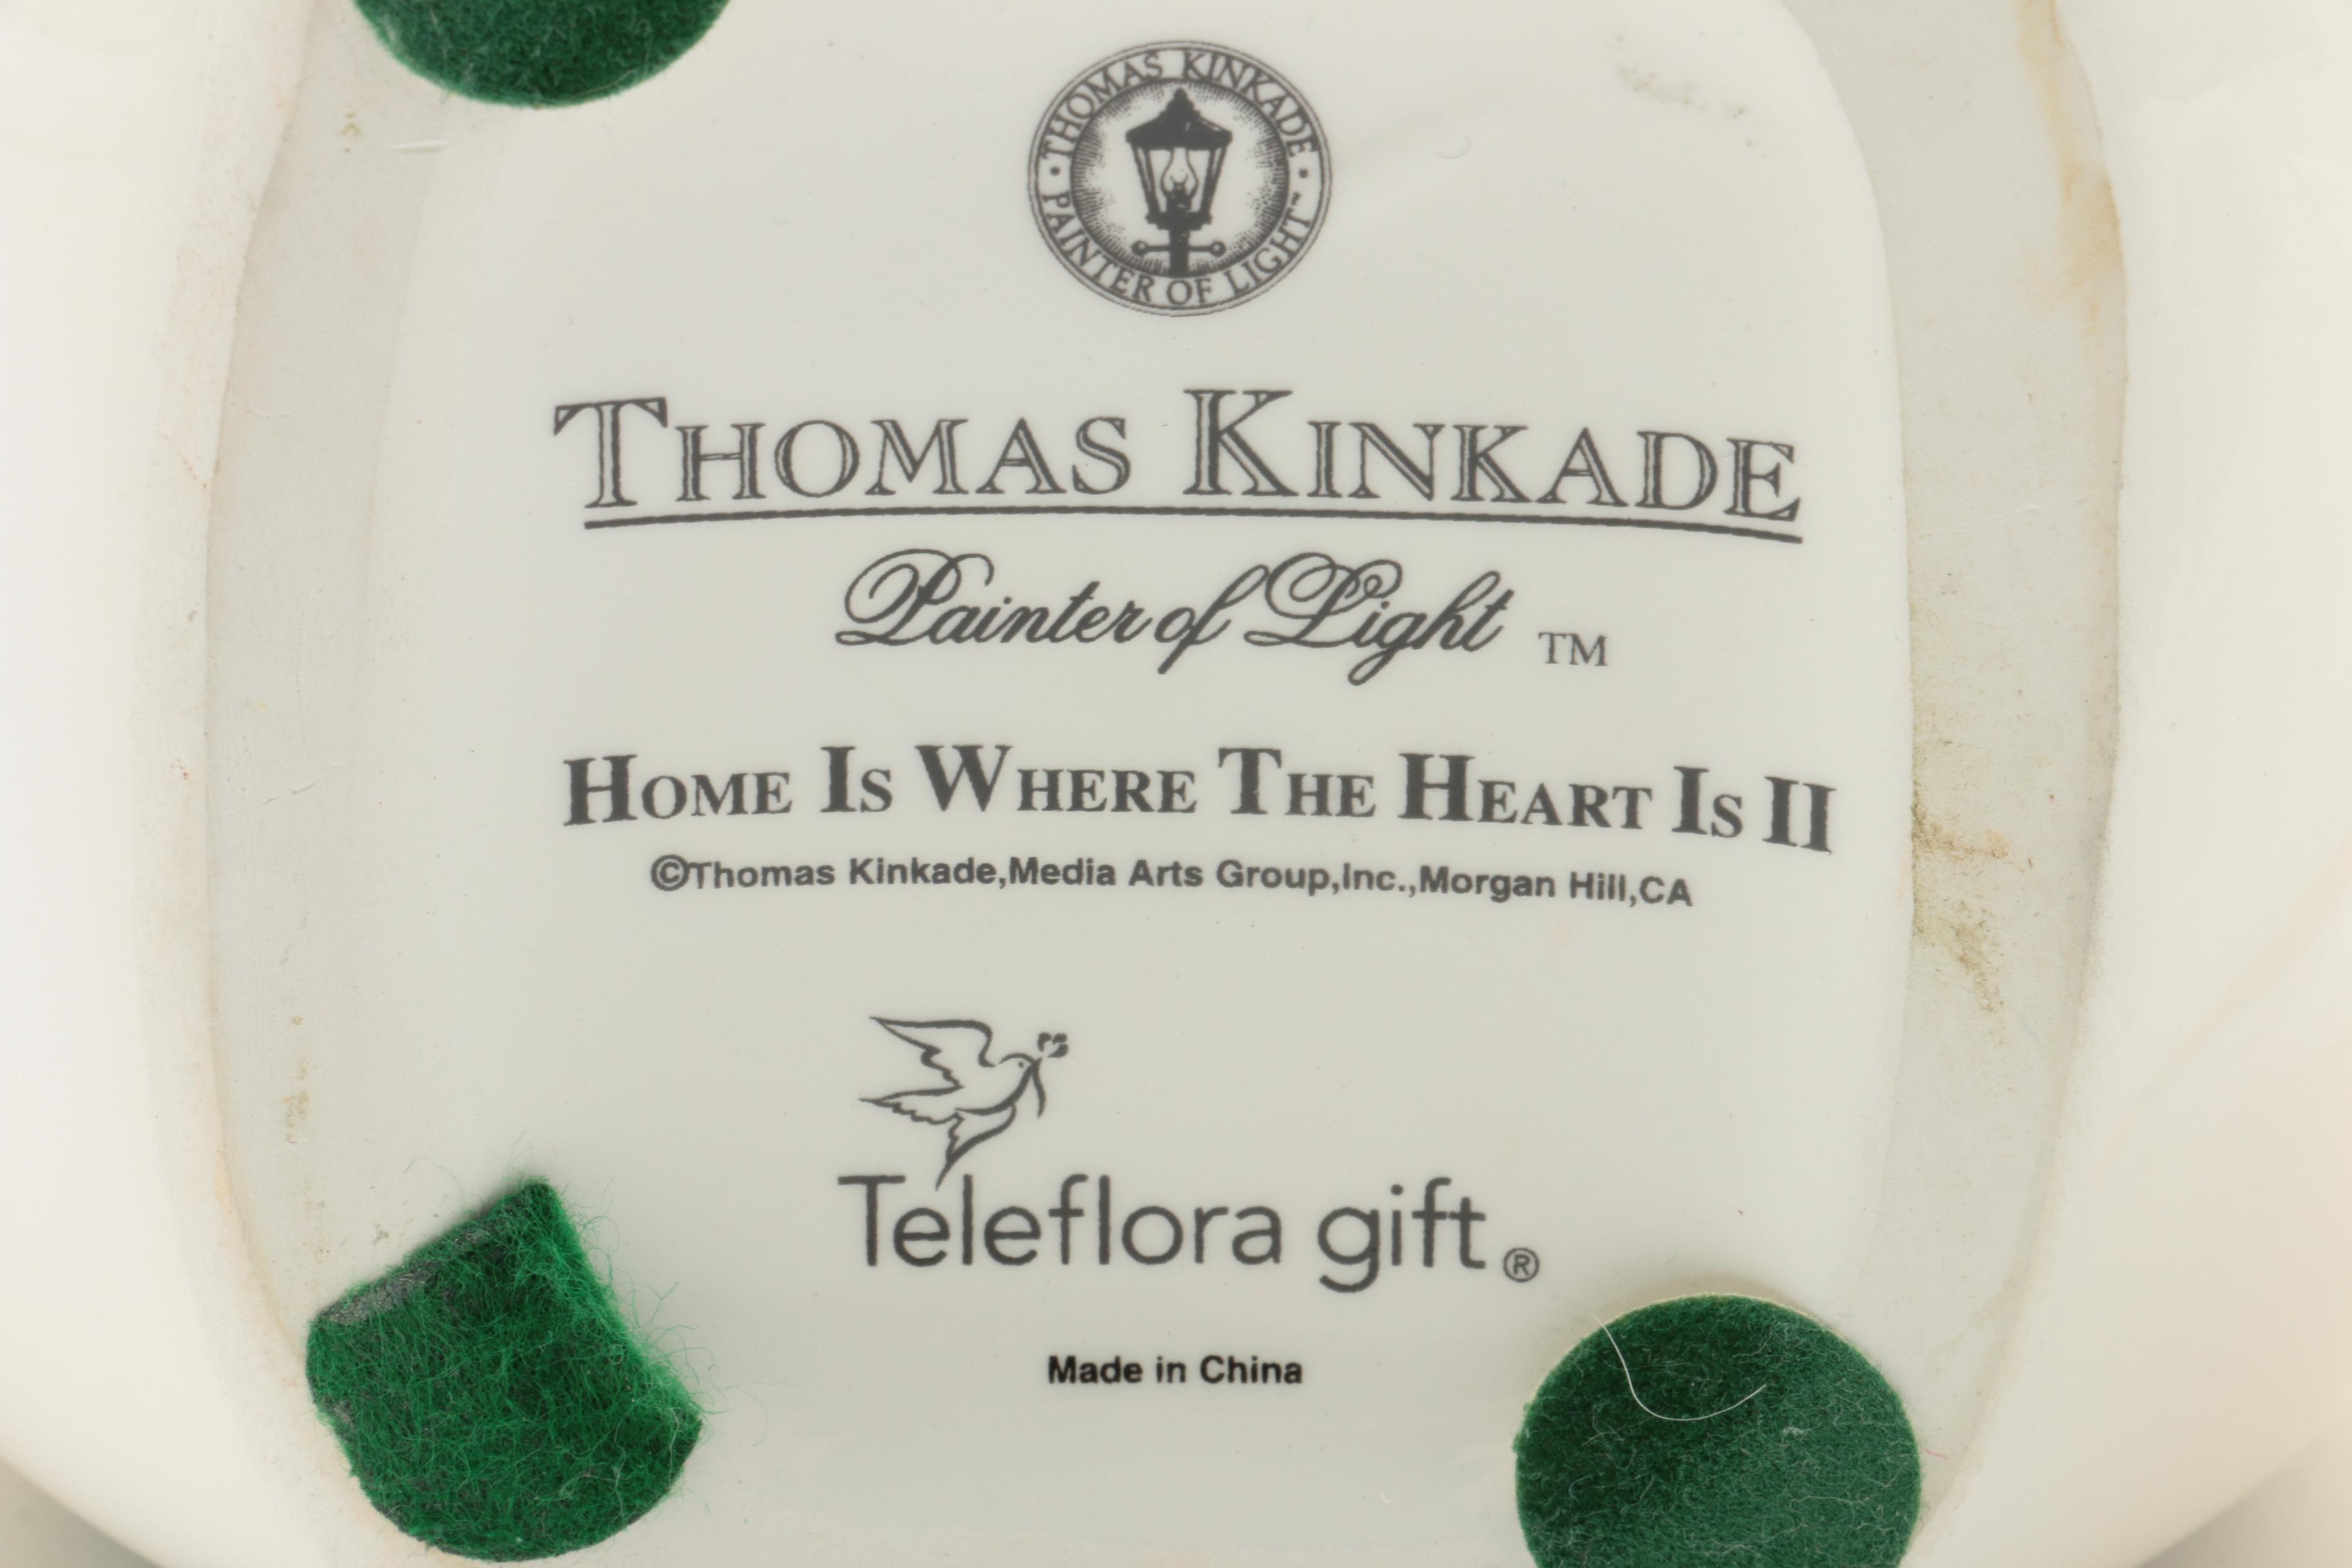 · THOMAS KINKADE ·
PAINTER OF LIGHT™
THOMAS KINKADE
Painter of Light TM
HOME IS WHERE THE HEART IS II
©Thomas Kinkade,Media Arts Group,Inc.,Morgan Hill,CA
Teleflora gift®
Made in China